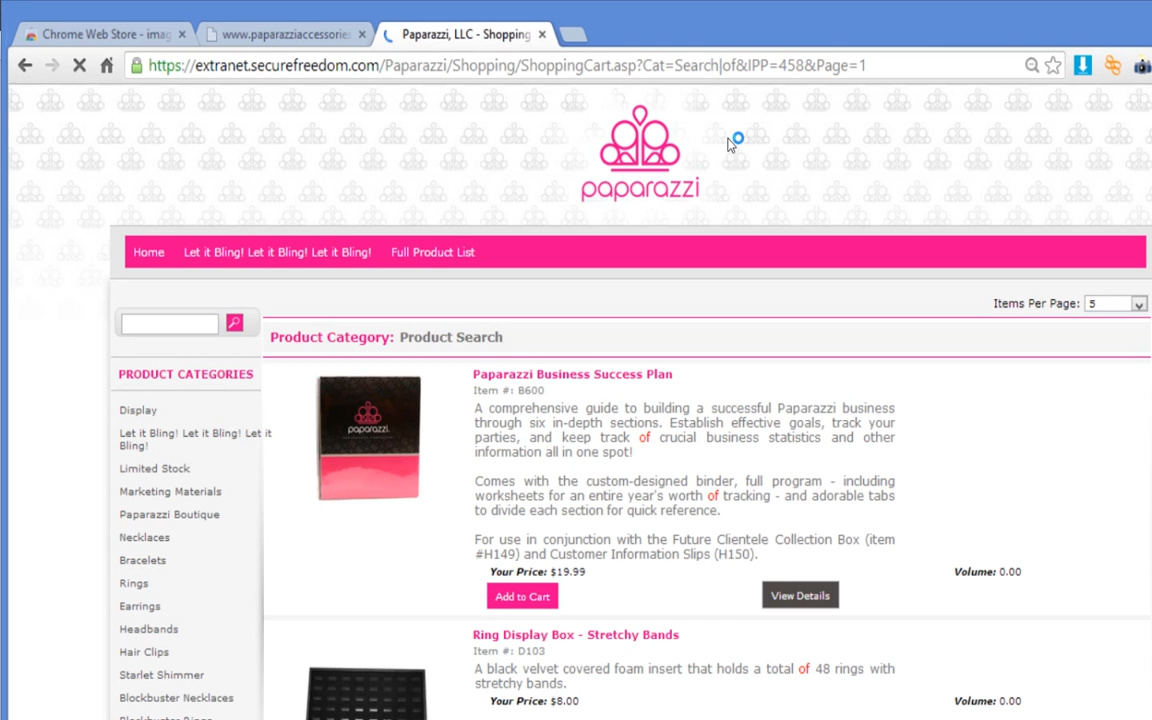 Chrome Web Store - imag
www.paparazziaccessories
Paparazzi, LLC - Shopping
https://extranet.securefreedom.com/Paparazzi/Shopping/ShoppingCart.asp?Cat=Search|of&IPP=458&Page=1
paparazzi
Home Let it Bling! Let it Bling! Let it Bling! Full Product List
Items Per Page: 5
Product Category: Product Search
PRODUCT CATEGORIES
Display
Let it Bling! Let it Bling! Let it
Bling!
Limited Stock
Marketing Materials
Paparazzi Boutique
Necklaces
Bracelets
Rings
Earrings
Headbands
Hair Clips
Starlet Shimmer
Blockbuster Necklaces
Blockbuster Rings
paparazzi
Paparazzi Business Success Plan
Item #: B600
A comprehensive guide to building a successful Paparazzi business
through six in-depth sections. Establish effective goals, track your
parties, and keep track of crucial business statistics and other
information all in one spot!
Comes with the custom-designed binder, full program - including
worksheets for an entire year's worth of tracking - and adorable tabs
to divide each section for quick reference.
For use in conjunction with the Future Clientele Collection Box (item
#H149) and Customer Information Slips (H150).
Your Price: $19.99 Volume: 0.00
Add to Cart View Details
Ring Display Box - Stretchy Bands
Item #: D103
A black velvet covered foam insert that holds a total of 48 rings with
stretchy bands.
Your Price: $8.00 Volume: 0.00